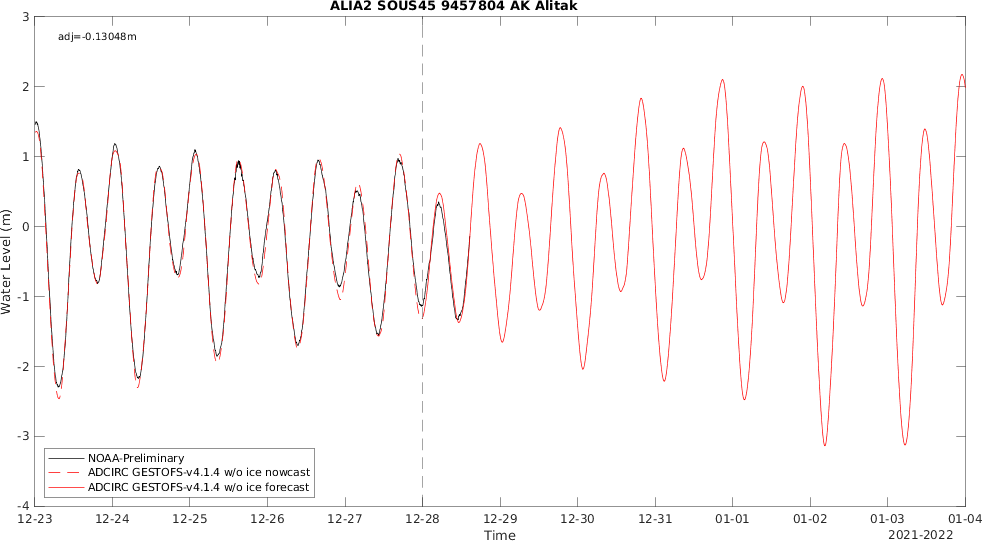 ALIA2 SOUS45 9457804 AK Alitak
adj=-0.13048m
3
2
1
0
-1
-2
-3
-4
Water Level (m)
NOAA-Preliminary
ADCIRC GESTOFS-v4.1.4 w/o ice nowcast
ADCIRC GESTOFS-v4.1.4 w/o ice forecast
12-23 12-24 12-25 12-26 12-27 12-28 12-29 12-30 12-31 01-01 01-02 01-03 01-04
Time
2021-2022